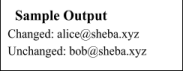 Sample Output
Changed: alice@sheba.xyz
Unchanged: bob@sheba.xyz